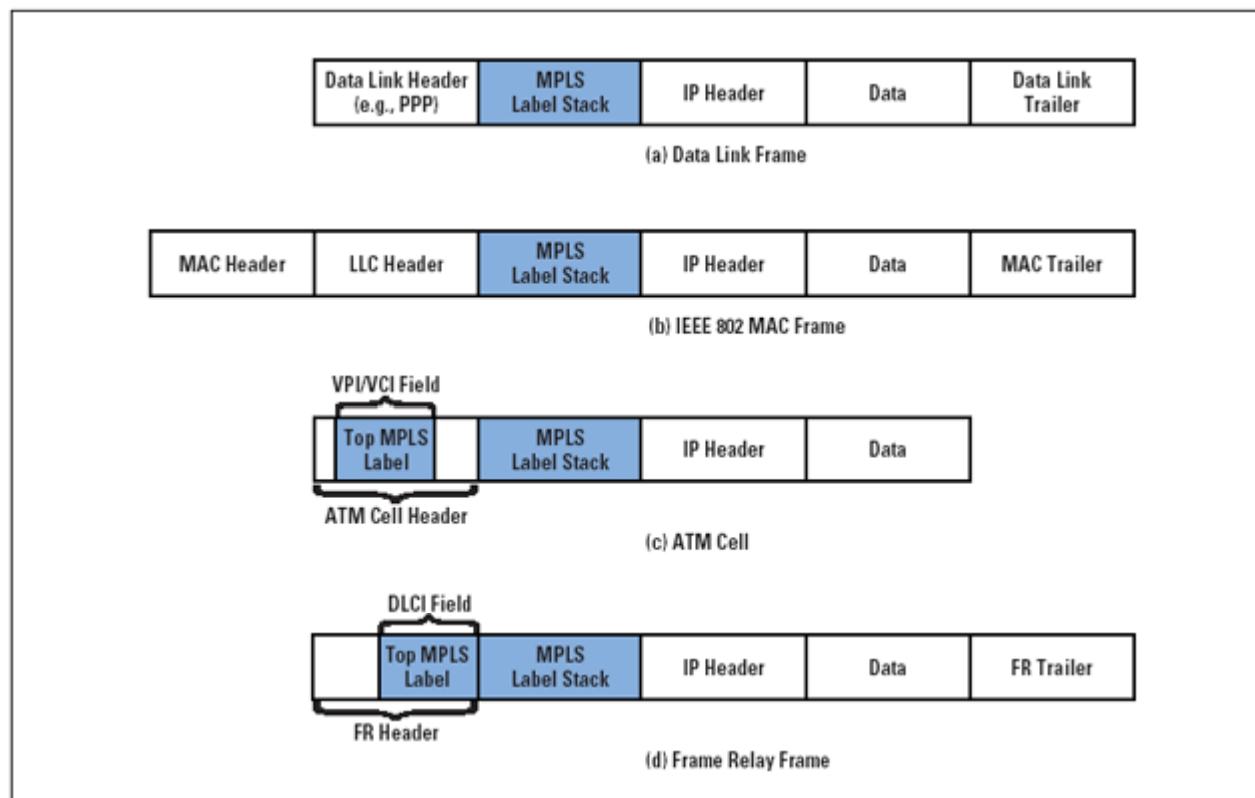 Data Link Header
(e.g., PPP)
MPLS
Label Stack
IP Header
Data
Data Link
Trailer
(a) Data Link Frame
MAC Header
LLC Header
MPLS
Label Stack
IP Header
Data
MAC Trailer
(b) IEEE 802 MAC Frame
VPI/VCI Field
Top MPLS
Label
MPLS
Label Stack
IP Header
Data
ATM Cell Header
(c) ATM Cell
DLCI Field
Top MPLS
Label
MPLS
Label Stack
IP Header
Data
FR Trailer
FR Header
(d) Frame Relay Frame